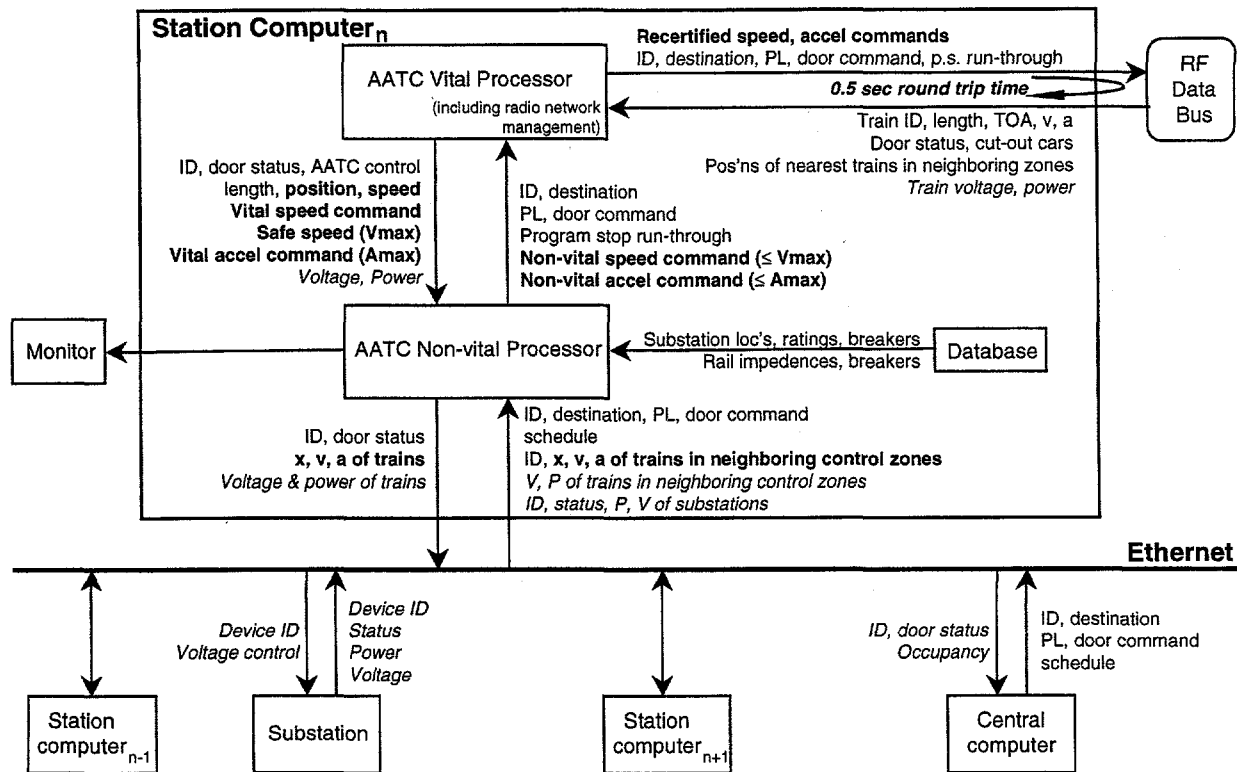 Station Computer n
AATC Vital Processor
(including radio network
management)
Recertified speed, accel commands
ID, destination, PL, door command, p.s. run-through
0.5 sec round trip time
RF
Data
Bus
Train ID, length, TOA, v, a
Door status, cut-out cars
Pos'ns of nearest trains in neighboring zones
Train voltage, power
ID, door status, AATC control
length, position, speed
Vital speed command
Safe speed (Vmax)
Vital accel command (Amax)
Voltage, Power
ID, destination
PL, door command
Program stop run-through
Non-vital speed command (≤ Vmax)
Non-vital accel command (≤ Amax)
Monitor
AATC Non-vital Processor
Substation loc's, ratings, breakers
Rail impedences, breakers
Database
ID, door status
x, v, a of trains
Voltage & power of trains
ID, destination, PL, door command
schedule
ID, x, v, a of trains in neighboring control zones
V, P of trains in neighboring control zones
ID, status, P, V of substations
Ethernet
Device ID
Voltage control
Device ID
Status
Power
Voltage
ID, door status
Occupancy
ID, destination
PL, door command
schedule
Station
computer n-1
Substation
Station
computer n+1
Central
computer